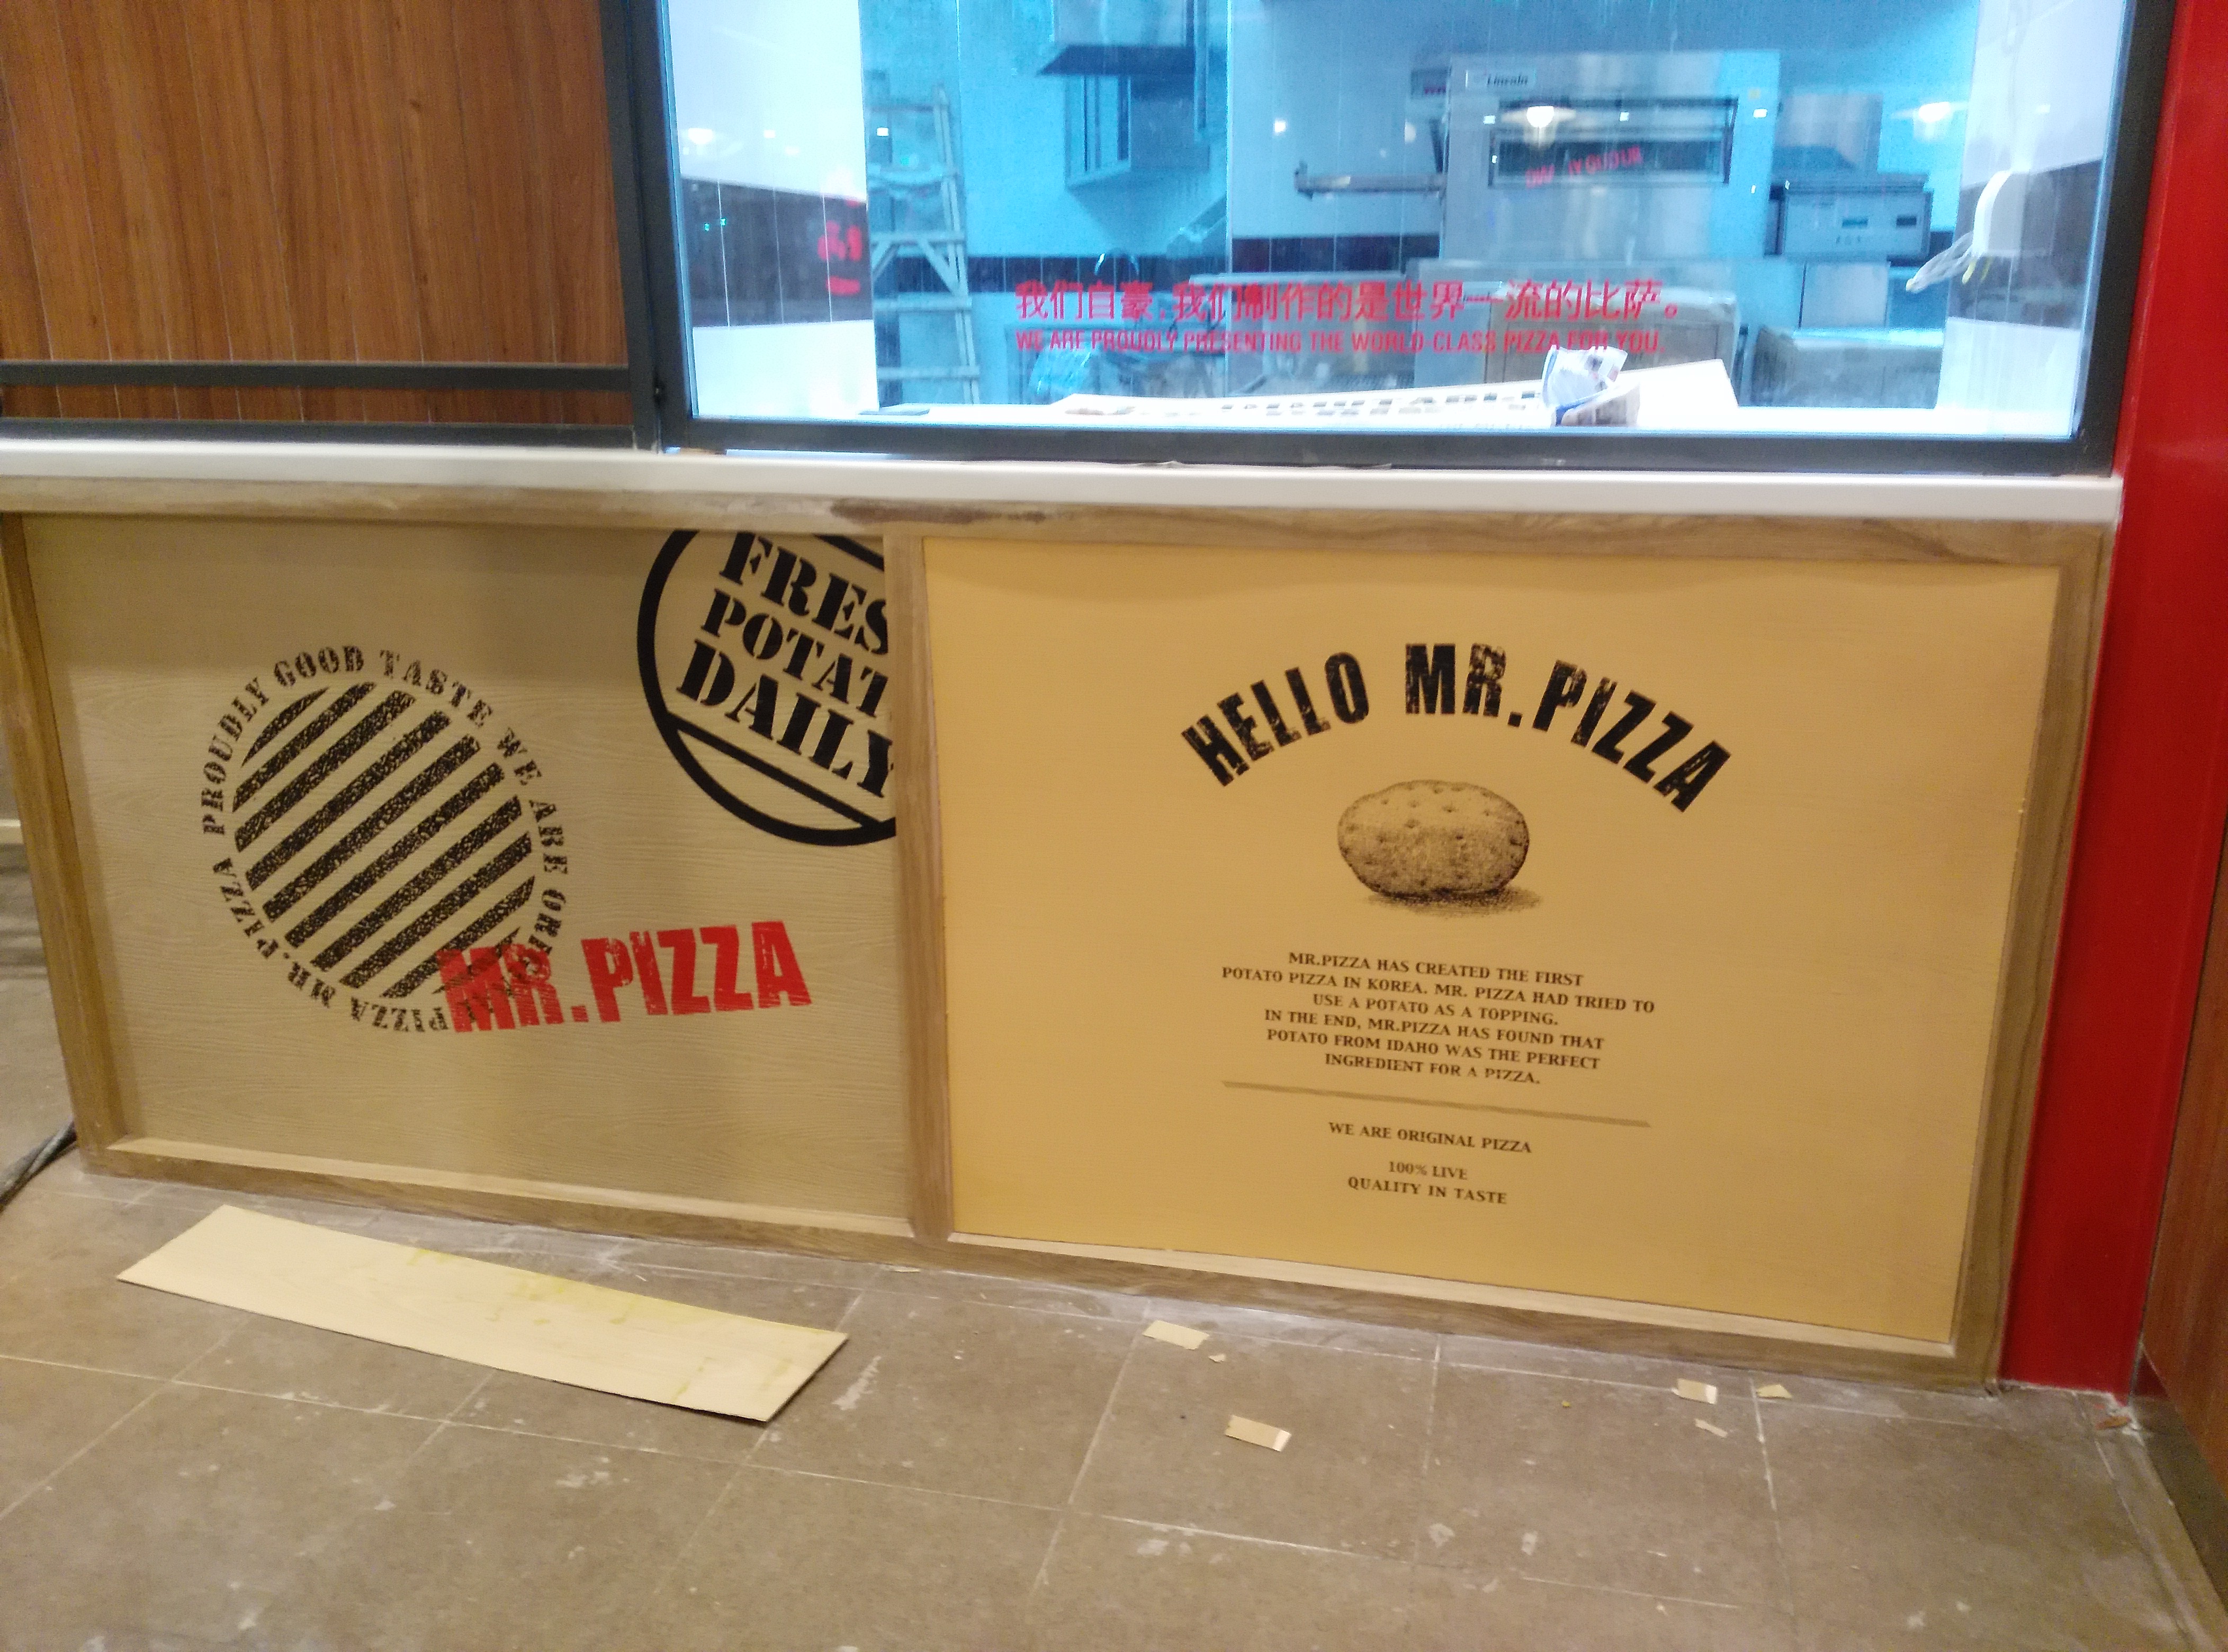 Lincoln
我们自豪,我们制作的是世界一流的比萨。
WE ARE PROUDLY PRESENTING THE WORLD-CLASS PIZZA FOR YOU.
FRES
POTAT
DAILY
PROUDLY GOOD TASTE WE ARE ORI
MR.PIZZA MR.PIZZA
MR.PIZZA
HELLO MR.PIZZA
MR.PIZZA HAS CREATED THE FIRST
POTATO PIZZA IN KOREA. MR. PIZZA HAD TRIED TO
USE A POTATO AS A TOPPING.
IN THE END, MR.PIZZA HAS FOUND THAT
POTATO FROM IDAHO WAS THE PERFECT
INGREDIENT FOR A PIZZA.
WE ARE ORIGINAL PIZZA
100% LIVE
QUALITY IN TASTE